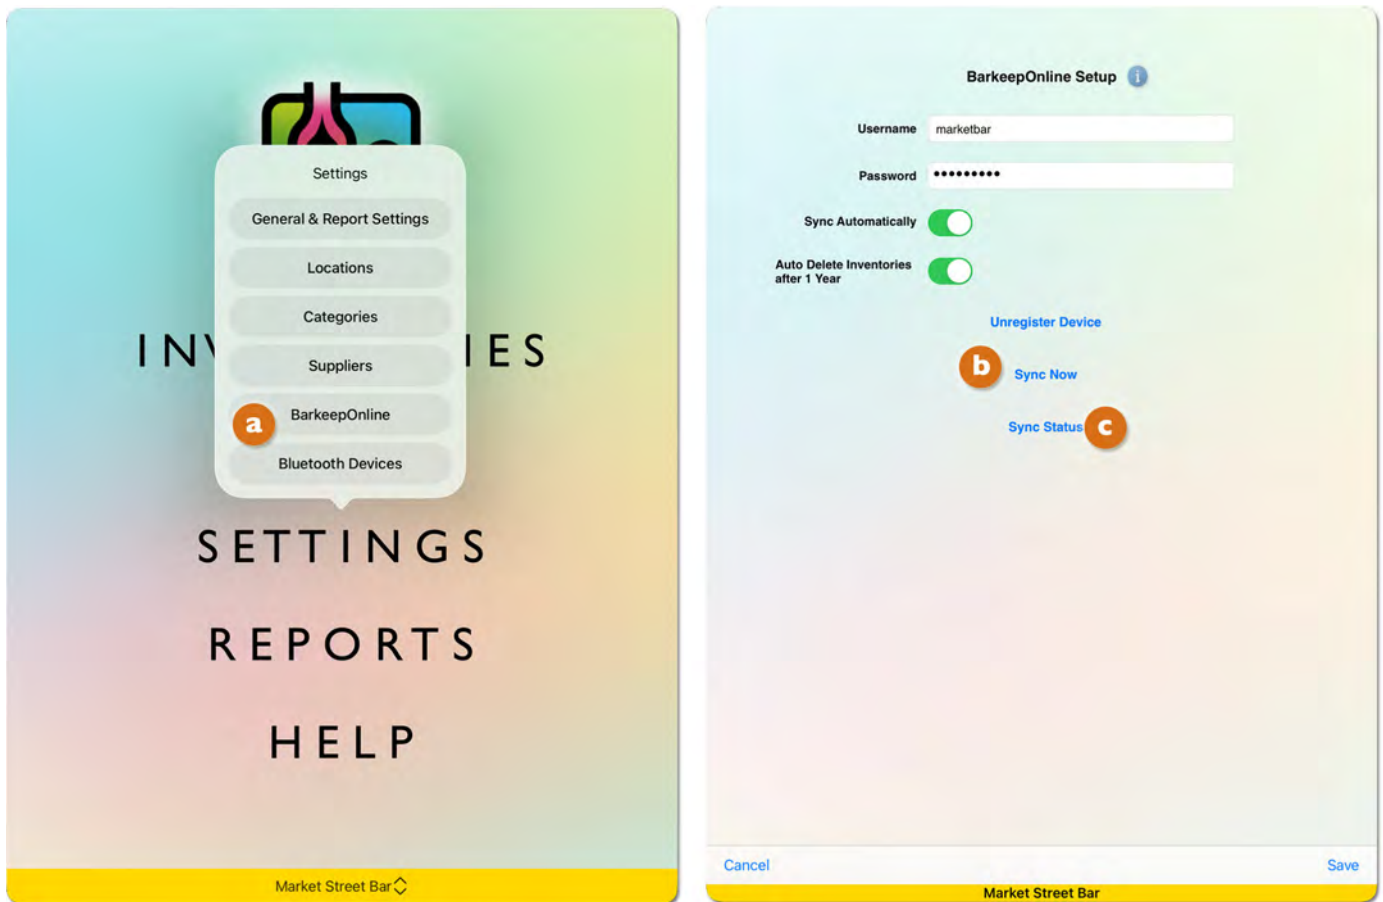 Settings
General & Report Settings
Locations
Categories
Suppliers
a
BarkeepOnline
Bluetooth Devices
SETTINGS
REPORTS
HELP
Market Street Bar
BarkeepOnline Setup i
Username marketbar
Password •••••••••
Sync Automatically
Auto Delete Inventories
after 1 Year
Unregister Device
b Sync Now
Sync Status c
Cancel Save
Market Street Bar